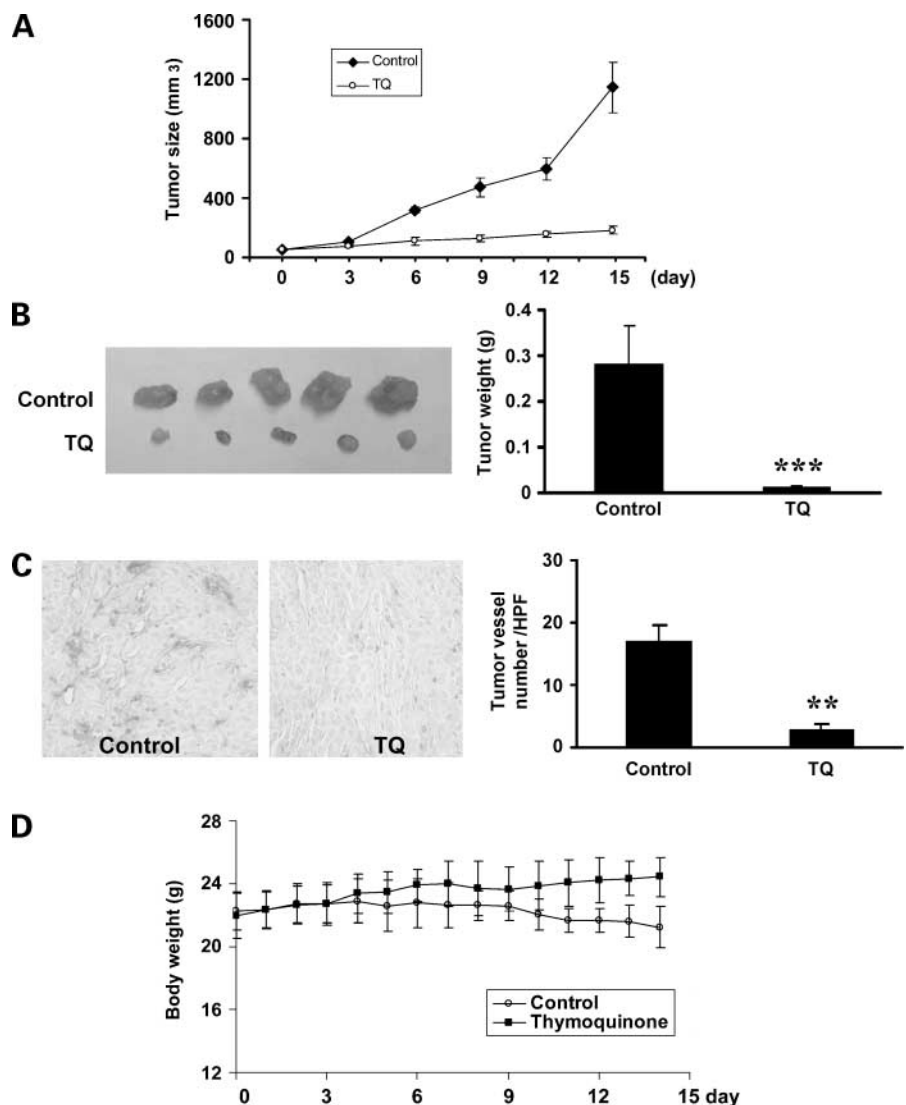 A
Tumor size (mm 3)
1600
1200
800
400
0
Control
TQ
0 3 6 9 12 15 (day)
B
Control
TQ
Tunor weight (g)
0.4
0.3
0.2
0.1
0
***
Control TQ
C
Control
TQ
Tumor vessel
number /HPF
30
20
10
0
**
Control TQ
D
Body weight (g)
28
24
20
16
12
Control
Thymoquinone
0 3 6 9 12 15 day